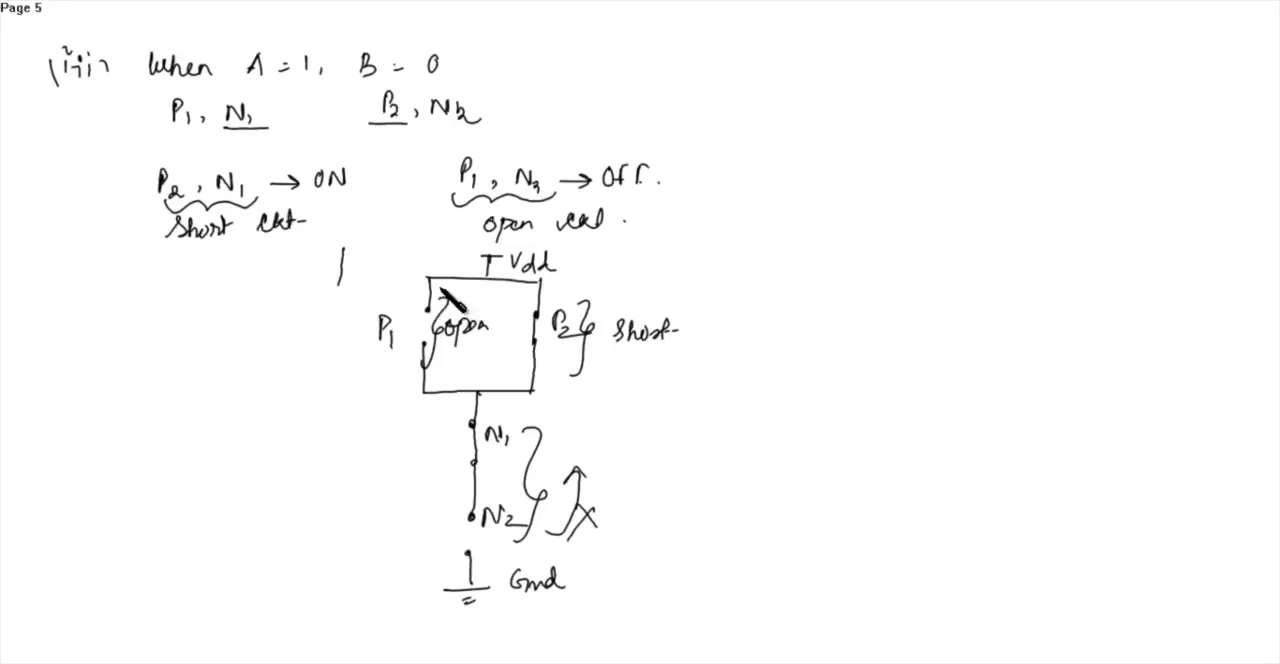 Page 5
(iii) When A = 1, B = 0
P1, N1 P2, N2
P2, N1 → ON P1, N2 → OFF.
Short ckt open
Vdd
P1 open P2 Short
N1
N2
Gnd